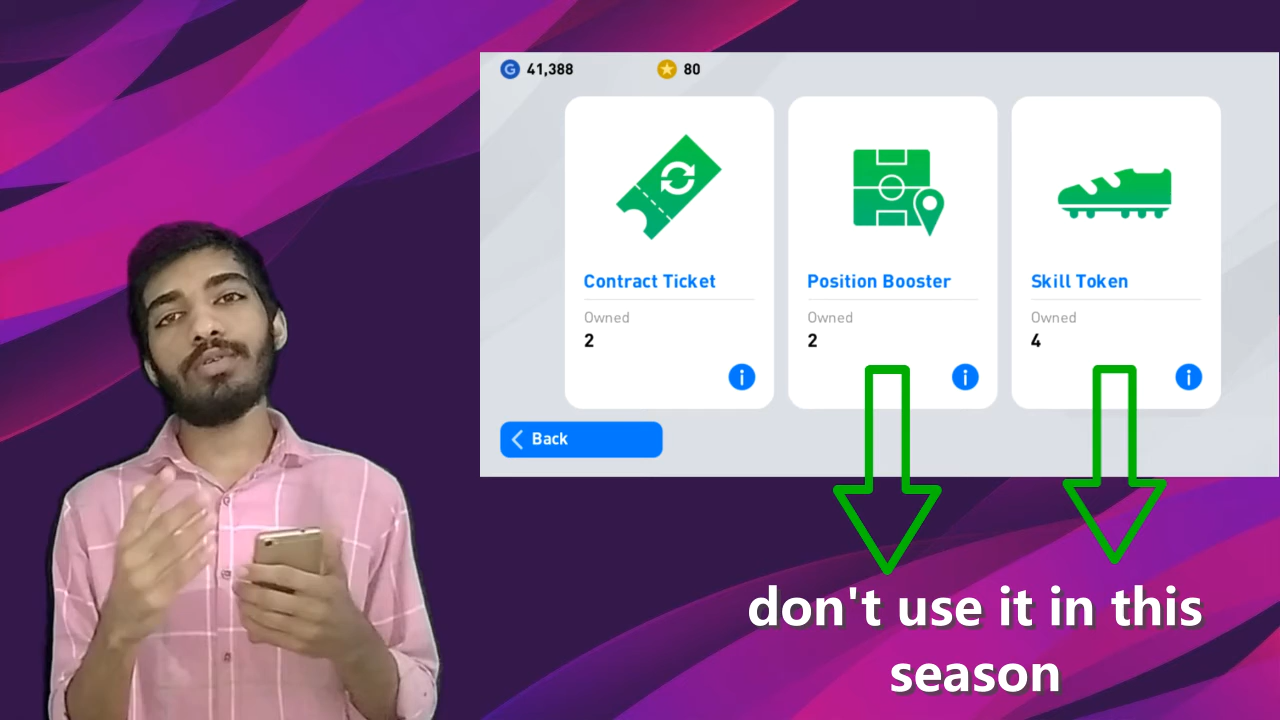 41,388
80
Contract Ticket
Owned
2
Position Booster
Owned
2
Skill Token
Owned
4
Back
don't use it in this
season